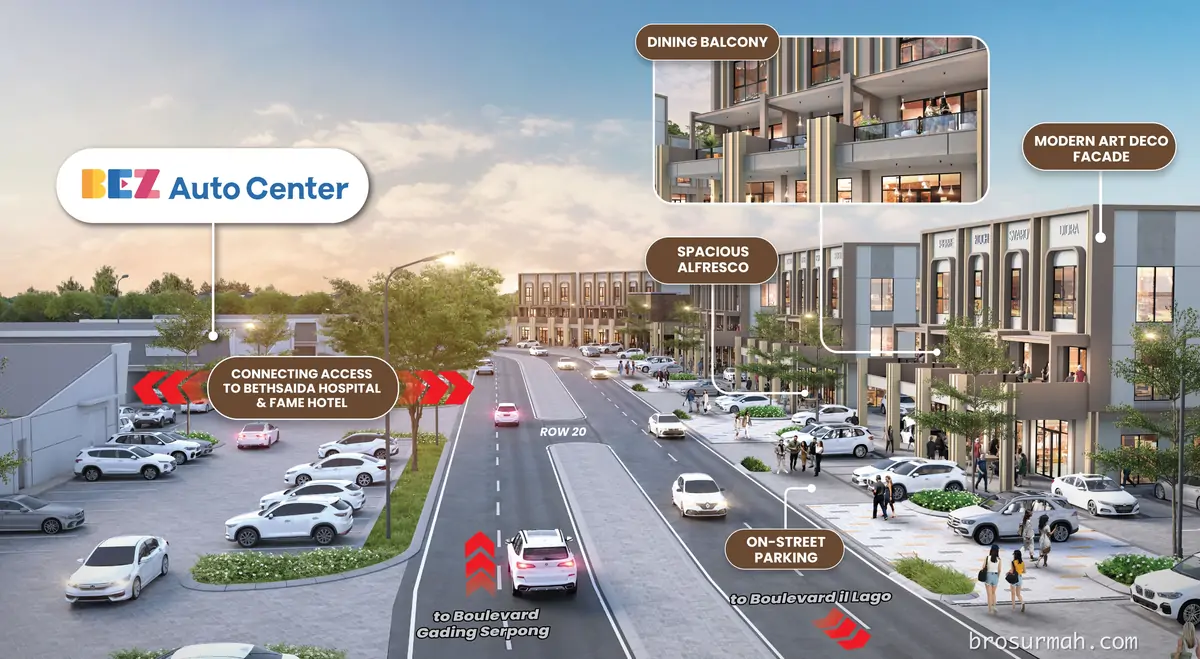 DINING BALCONY
MODERN ART DECO
FACADE
BEZ Auto Center
SPACIOUS
ALFRESCO
CONNECTING ACCESS
TO BETHSAIDA HOSPITAL
& FAME HOTEL
ROW 20
ON-STREET
PARKING
to Boulevard
Gading Serpong
to Boulevard il Lago
brosurmah.com